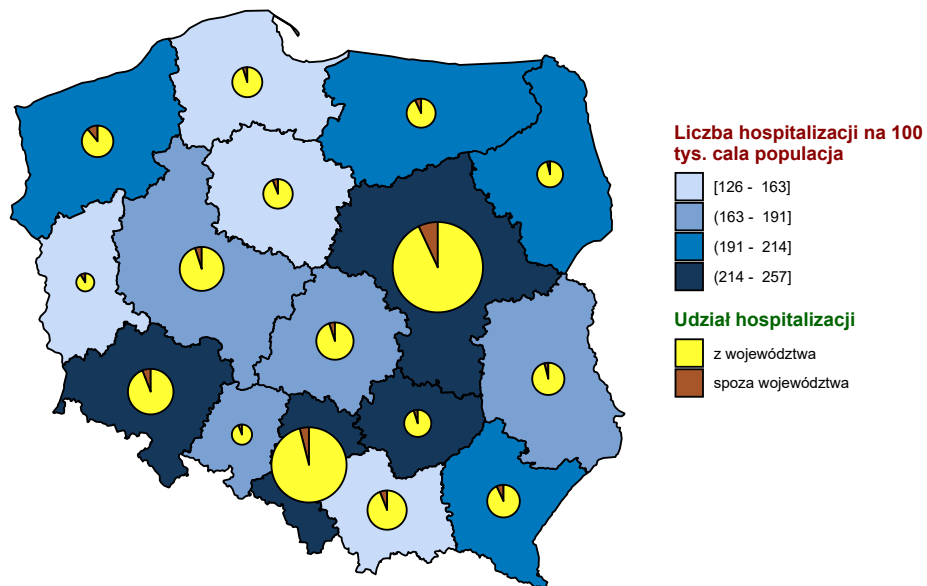 Liczba hospitalizacji na 100
tys. cala populacja
[126 - 163]
(163 - 191]
(191 - 214]
(214 - 257]
Udział hospitalizacji
z województwa
spoza województwa